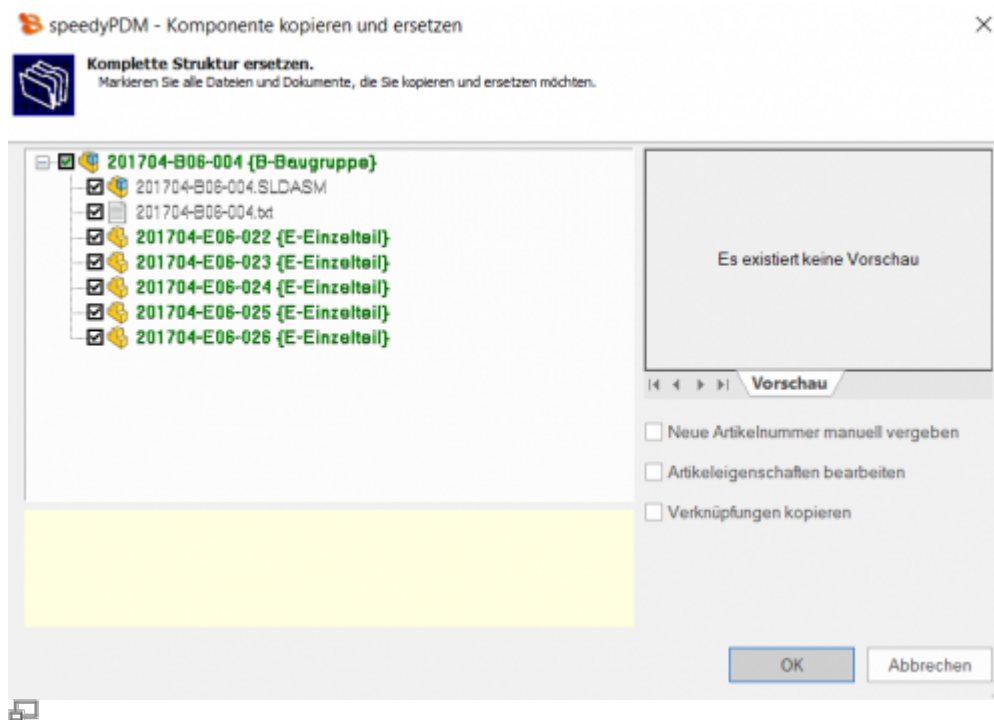 speedyPDM - Komponente kopieren und ersetzen
Komplette Struktur ersetzen.
Markieren Sie alle Dateien und Dokumente, die Sie kopieren und ersetzen möchten.
201704-B06-004 {B-Baugruppe}
201704-B06-004.SLDASM
201704-B06-004.txt
201704-E06-022 {E-Einzelteil}
201704-E06-023 {E-Einzelteil}
201704-E06-024 {E-Einzelteil}
201704-E06-025 {E-Einzelteil}
201704-E06-026 {E-Einzelteil}
Es existiert keine Vorschau
Vorschau
Neue Artikelnummer manuell vergeben
Artikeleigenschaften bearbeiten
Verknüpfungen kopieren
OK
Abbrechen